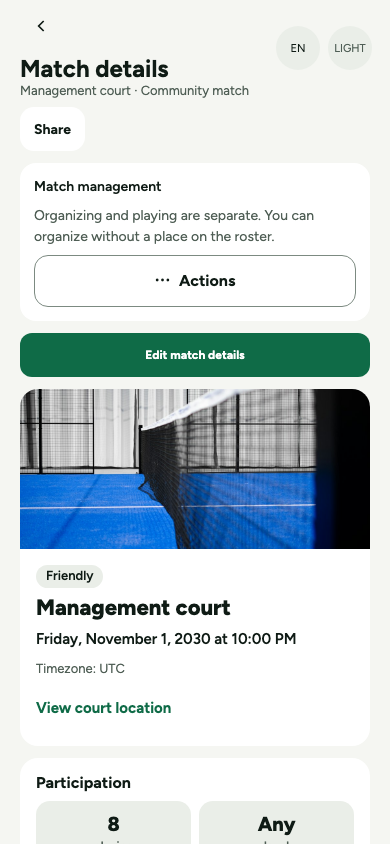 EN
LIGHT
Match details
Management court · Community match
Share
Match management
Organizing and playing are separate. You can
organize without a place on the roster.
··· Actions
Edit match details
Friendly
Management court
Friday, November 1, 2030 at 10:00 PM
Timezone: UTC
View court location
Participation
8
Any